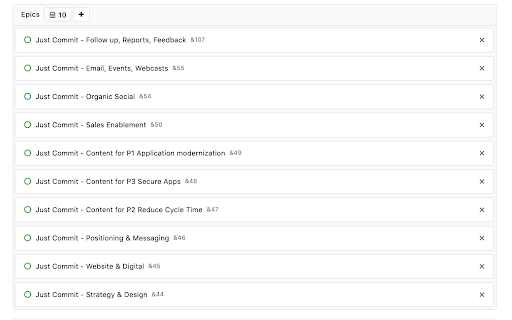 Epics 10 +
Just Commit - Follow up, Reports, Feedback &107
Just Commit - Email, Events, Webcasts &55
Just Commit - Organic Social &54
Just Commit - Sales Enablement &50
Just Commit - Content for P1 Application modernization &49
Just Commit - Content for P3 Secure Apps &48
Just Commit - Content for P2 Reduce Cycle Time &47
Just Commit - Positioning & Messaging &46
Just Commit - Website & Digital &45
Just Commit - Strategy & Design &44